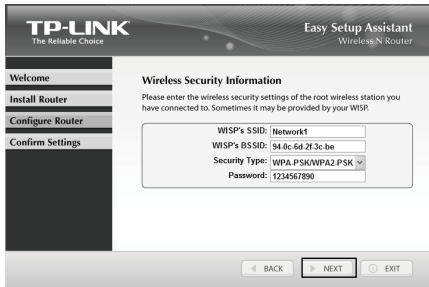 TP-LINK
The Reliable Choice
Easy Setup Assistant
Wireless N Router
Welcome
Install Router
Configure Router
Confirm Settings
Wireless Security Information
Please enter the wireless security settings of the root wireless station you
have connected to. Sometimes it may be provided by your WISP.
WISP's SSID: Network1
WISP's BSSID: 94-0c-6d-2f-3c-be
Security Type: WPA-PSK/WPA2-PSK
Password: 1234567890
BACK NEXT EXIT